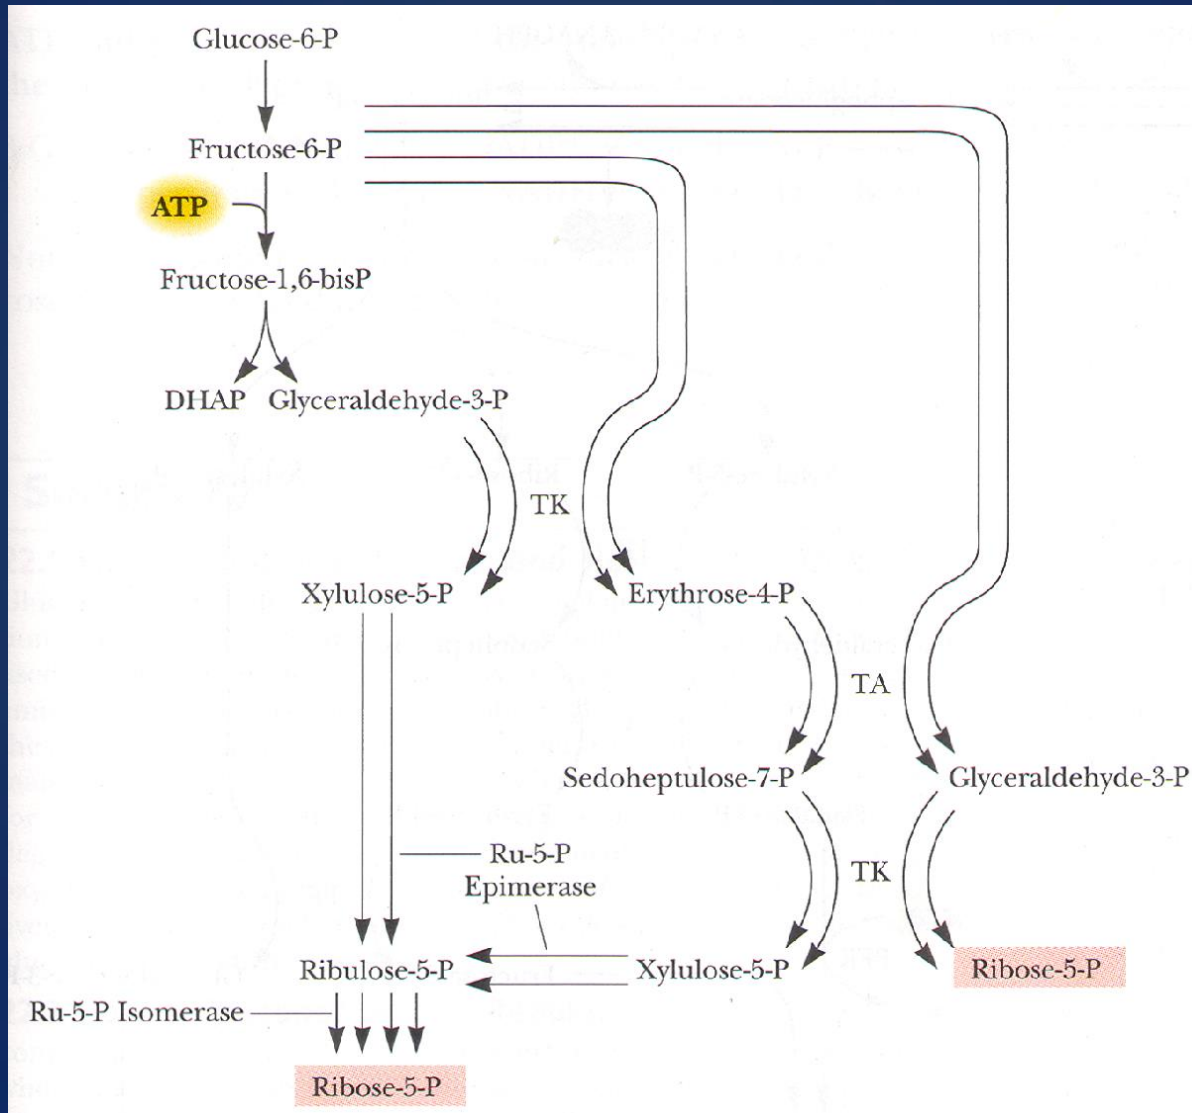 Glucose-6-P
Fructose-6-P
ATP
Fructose-1,6-bisP
DHAP Glyceraldehyde-3-P
TK
Xylulose-5-P
Erythrose-4-P
TA
Sedoheptulose-7-P
Glyceraldehyde-3-P
Ru-5-P
Epimerase
TK
Ribulose-5-P
Xylulose-5-P
Ribose-5-P
Ru-5-P Isomerase
Ribose-5-P